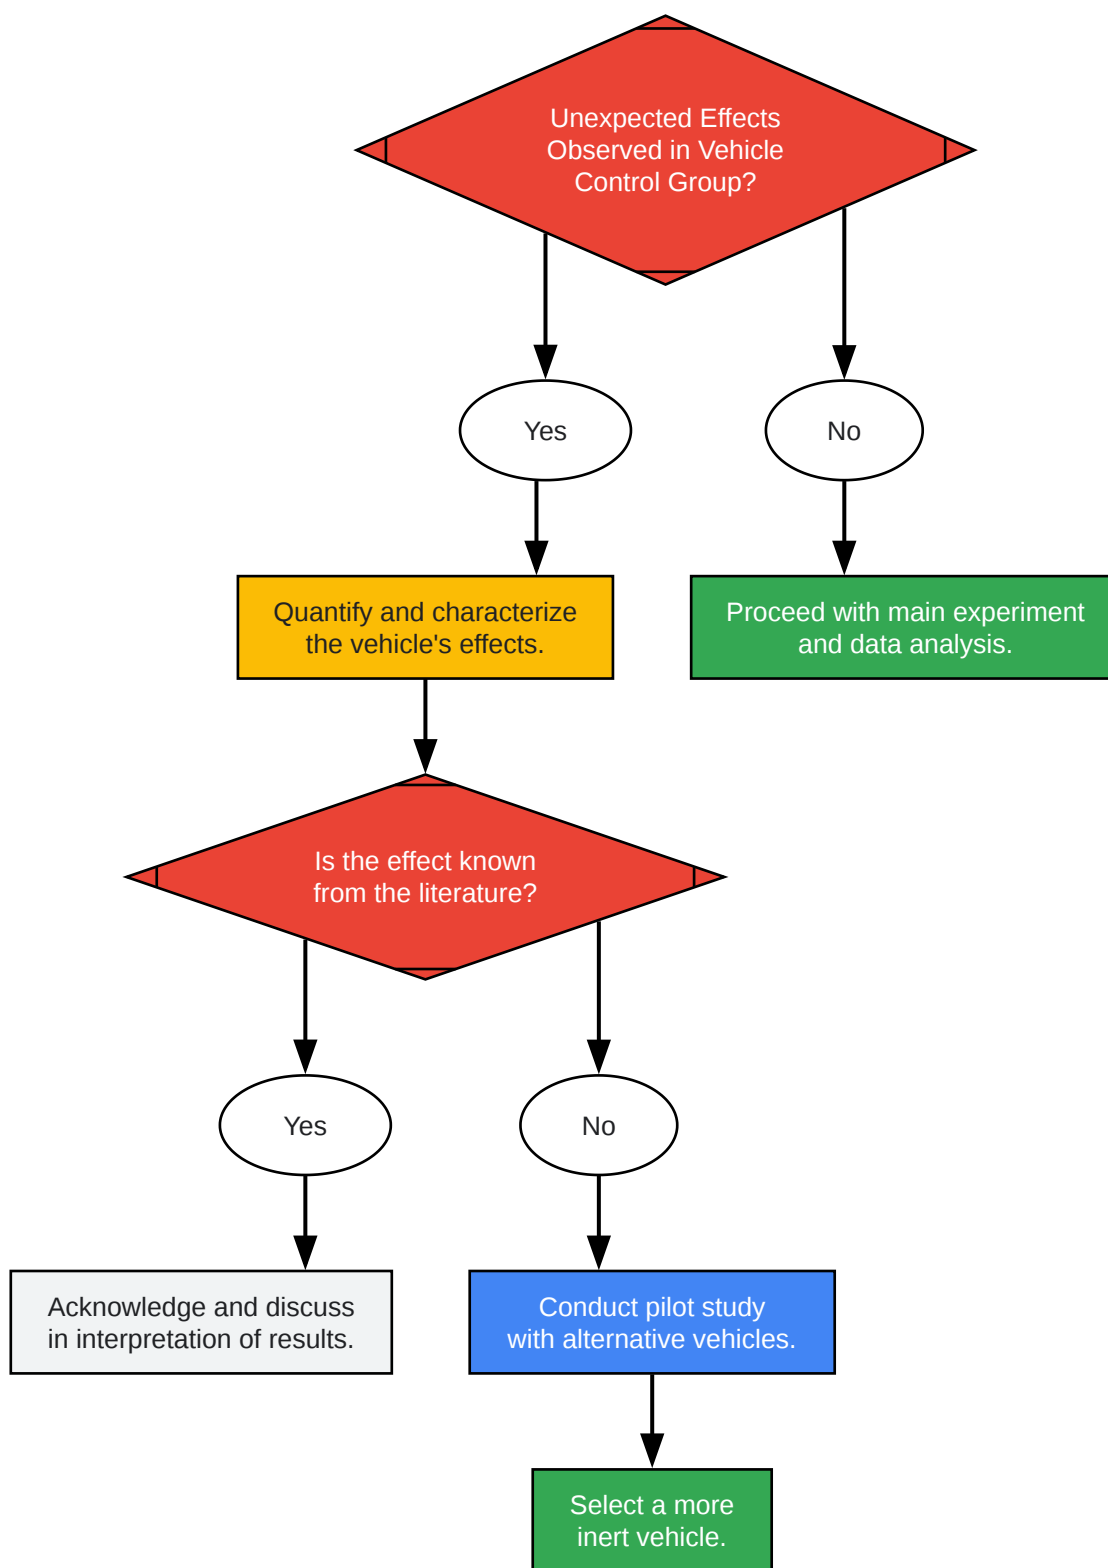 Unexpected Effects
Observed in Vehicle
Control Group?
Yes
No
Quantify and characterize
the vehicle's effects.
Proceed with main experiment
and data analysis.
Is the effect known
from the literature?
Yes
No
Acknowledge and discuss
in interpretation of results.
Conduct pilot study
with alternative vehicles.
Select a more
inert vehicle.